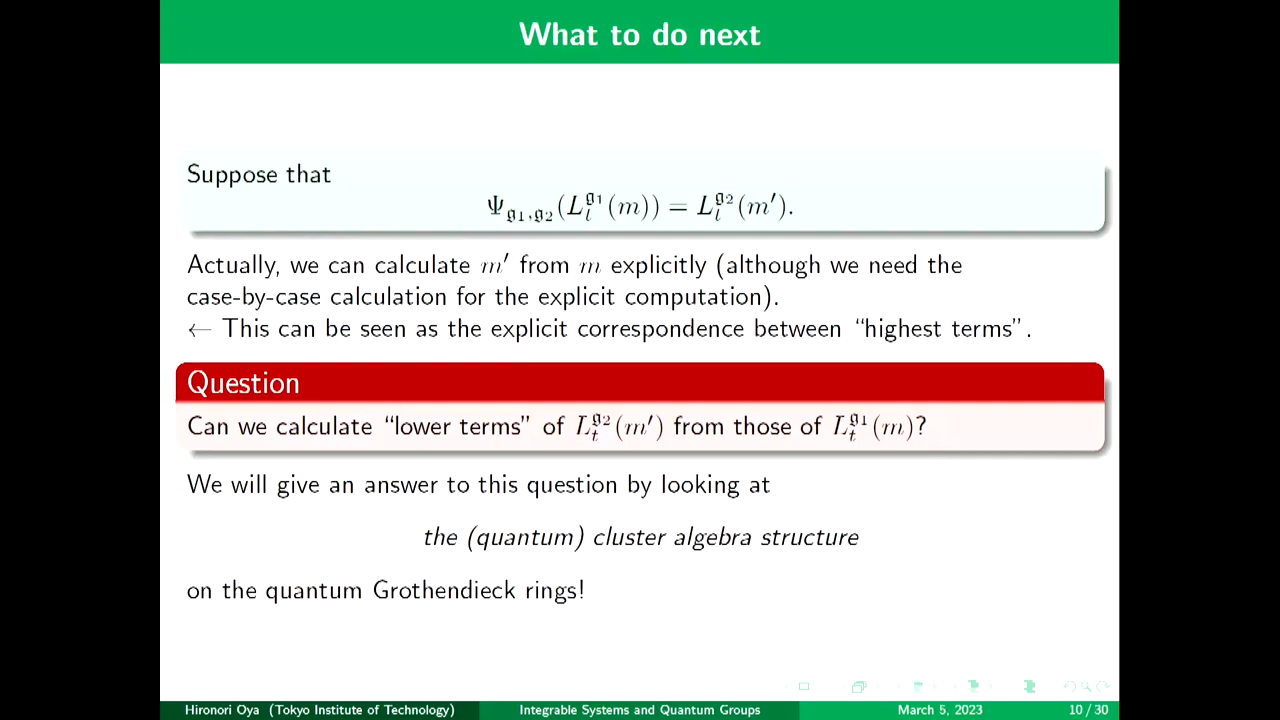 What to do next
Suppose that
Ψ_{𝔤₁,𝔤₂}(L_t^{𝔤₁}(m)) = L_t^{𝔤₂}(m′).
Actually, we can calculate m′ from m explicitly (although we need the
case-by-case calculation for the explicit computation).
← This can be seen as the explicit correspondence between “highest terms”.
Question
Can we calculate “lower terms” of L_t^{𝔤₂}(m′) from those of L_t^{𝔤₁}(m)?
We will give an answer to this question by looking at
the (quantum) cluster algebra structure
on the quantum Grothendieck rings!
Hironori Oya (Tokyo Institute of Technology) Integrable Systems and Quantum Groups March 5, 2023 10 / 30